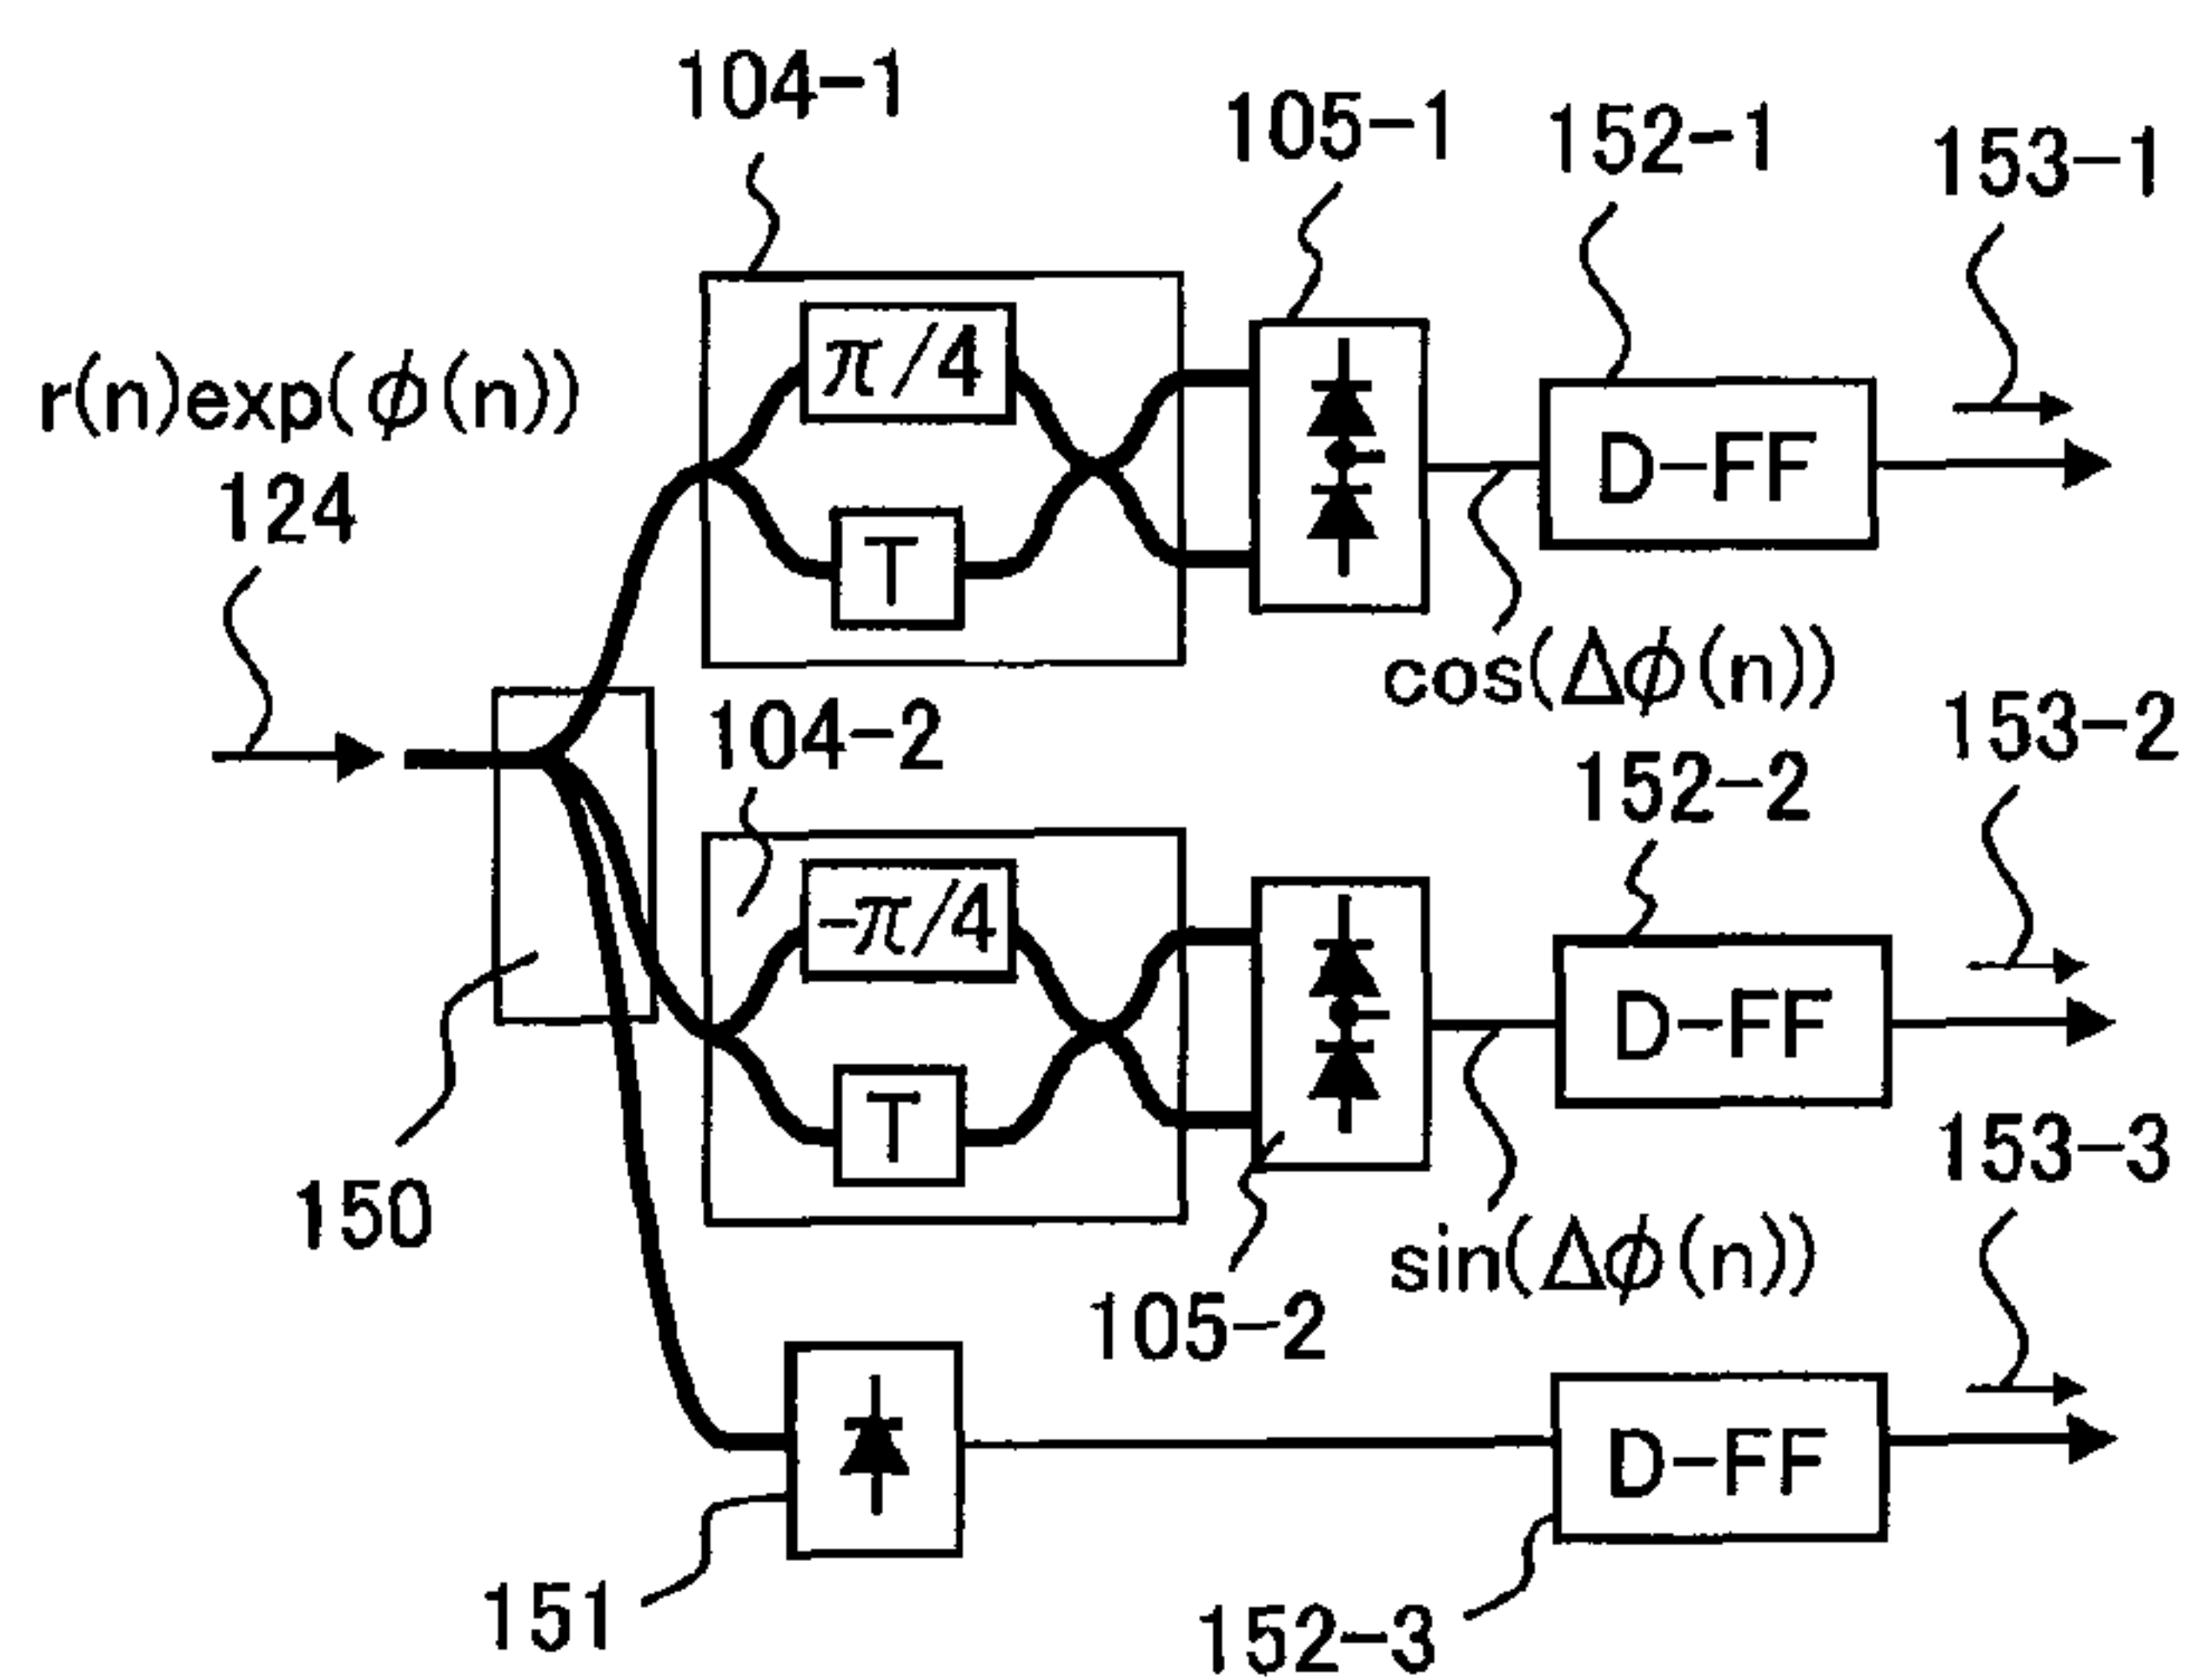 104-1
105-1
152-1
153-1
π/4
r(n)exp(ϕ(n))
D-FF
124
T
cos(Δϕ(n))
104-2
153-2
152-2
-π/4
D-FF
T
153-3
150
sin(Δϕ(n))
105-2
D-FF
151
152-3